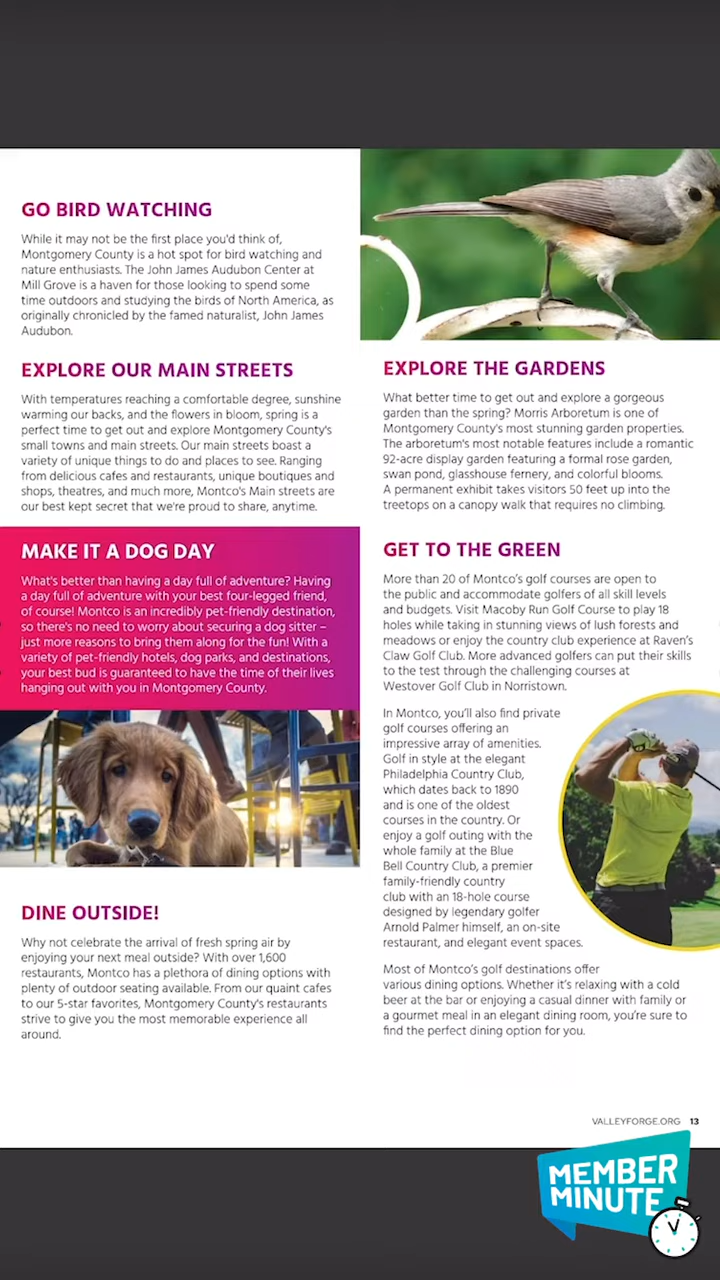 GO BIRD WATCHING
While it may not be the first place you'd think of,
Montgomery County is a hot spot for bird watching and
nature enthusiasts. The John James Audubon Center at
Mill Grove is a haven for those looking to spend some
time outdoors and studying the birds of North America, as
originally chronicled by the famed naturalist, John James
Audubon.
EXPLORE OUR MAIN STREETS
With temperatures reaching a comfortable degree, sunshine
warming our backs, and the flowers in bloom, spring is a
perfect time to get out and explore Montgomery County's
small towns and main streets. Our main streets boast a
variety of unique things to do and places to see. Ranging
from delicious cafes and restaurants, unique boutiques and
shops, theatres, and much more, Montco's Main streets are
our best kept secret that we're proud to share, anytime.
MAKE IT A DOG DAY
What's better than having a day full of adventure? Having
a day full of adventure with your best four-legged friend,
of course! Montco is an incredibly pet-friendly destination,
so there's no need to worry about securing a dog sitter –
just more reasons to bring them along for the fun! With a
variety of pet-friendly hotels, dog parks, and destinations,
your best bud is guaranteed to have the time of their lives
hanging out with you in Montgomery County.
DINE OUTSIDE!
Why not celebrate the arrival of fresh spring air by
enjoying your next meal outside? With over 1,600
restaurants, Montco has a plethora of dining options with
plenty of outdoor seating available. From our quaint cafes
to our 5-star favorites, Montgomery County's restaurants
strive to give you the most memorable experience all
around.
EXPLORE THE GARDENS
What better time to get out and explore a gorgeous
garden than the spring? Morris Arboretum is one of
Montgomery County's most stunning garden properties.
The arboretum's most notable features include a romantic
92-acre display garden featuring a formal rose garden,
swan pond, glasshouse fernery, and colorful blooms.
A permanent exhibit takes visitors 50 feet up into the
treetops on a canopy walk that requires no climbing.
GET TO THE GREEN
More than 20 of Montco's golf courses are open to
the public and accommodate golfers of all skill levels
and budgets. Visit Macoby Run Golf Course to play 18
holes while taking in stunning views of lush forests and
meadows or enjoy the country club experience at Raven's
Claw Golf Club. More advanced golfers can put their skills
to the test through the challenging courses at
Westover Golf Club in Norristown.
In Montco, you'll also find private
golf courses offering an
impressive array of amenities.
Golf in style at the elegant
Philadelphia Country Club,
which dates back to 1890
and is one of the oldest
courses in the country. Or
enjoy a golf outing with the
whole family at the Blue
Bell Country Club, a premier
family-friendly country
club with an 18-hole course
designed by legendary golfer
Arnold Palmer himself, an on-site
restaurant, and elegant event spaces.
Most of Montco's golf destinations offer
various dining options. Whether it's relaxing with a cold
beer at the bar or enjoying a casual dinner with family or
a gourmet meal in an elegant dining room, you're sure to
find the perfect dining option for you.
VALLEYFORGE.ORG 13
MEMBER
MINUTE